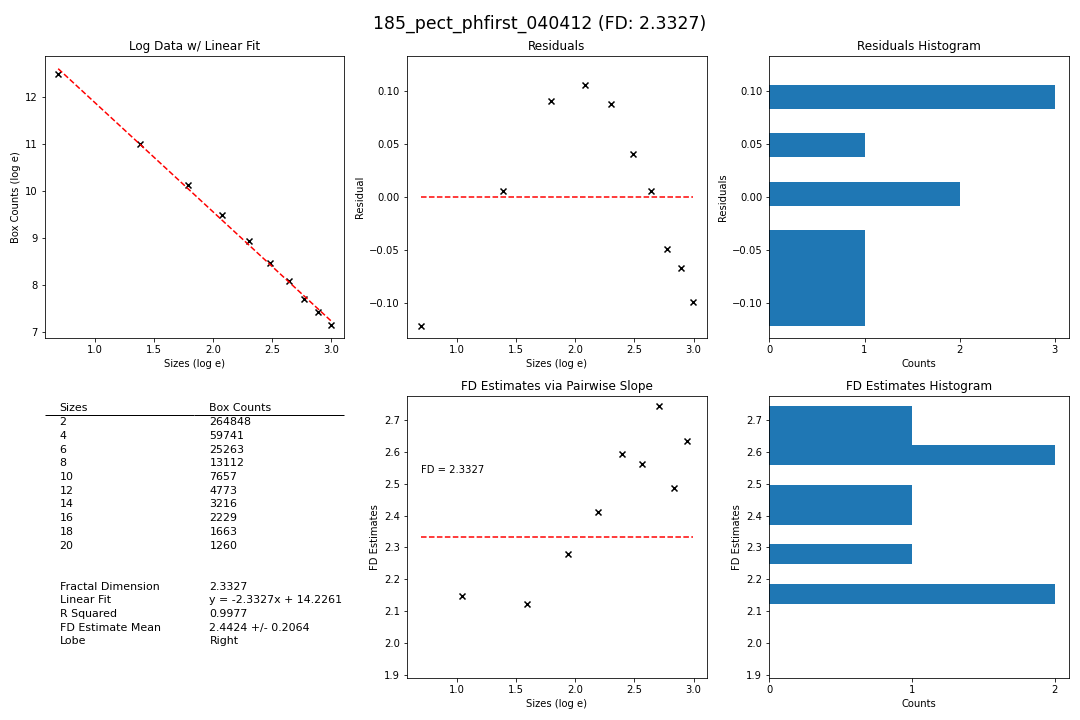 185_pect_phfirst_040412 (FD: 2.3327)
Log Data w/ Linear Fit
Box Counts (log e)
12
11
10
9
8
7
1.0 1.5 2.0 2.5 3.0
Sizes (log e)
Residuals
Residual
0.10
0.05
0.00
−0.05
−0.10
1.0 1.5 2.0 2.5 3.0
Sizes (log e)
Residuals Histogram
Residuals
0.10
0.05
0.00
−0.05
−0.10
0 1 2 3
Counts
Sizes Box Counts
2 264848
4 59741
6 25263
8 13112
10 7657
12 4773
14 3216
16 2229
18 1663
20 1260
Fractal Dimension 2.3327
Linear Fit y = -2.3327x + 14.2261
R Squared 0.9977
FD Estimate Mean 2.4424 +/- 0.2064
Lobe Right
FD Estimates via Pairwise Slope
FD Estimates
2.7
2.6
2.5
2.4
2.3
2.2
2.1
2.0
1.9
FD = 2.3327
1.0 1.5 2.0 2.5 3.0
Sizes (log e)
FD Estimates Histogram
FD Estimates
2.7
2.6
2.5
2.4
2.3
2.2
2.1
2.0
1.9
0 1 2
Counts